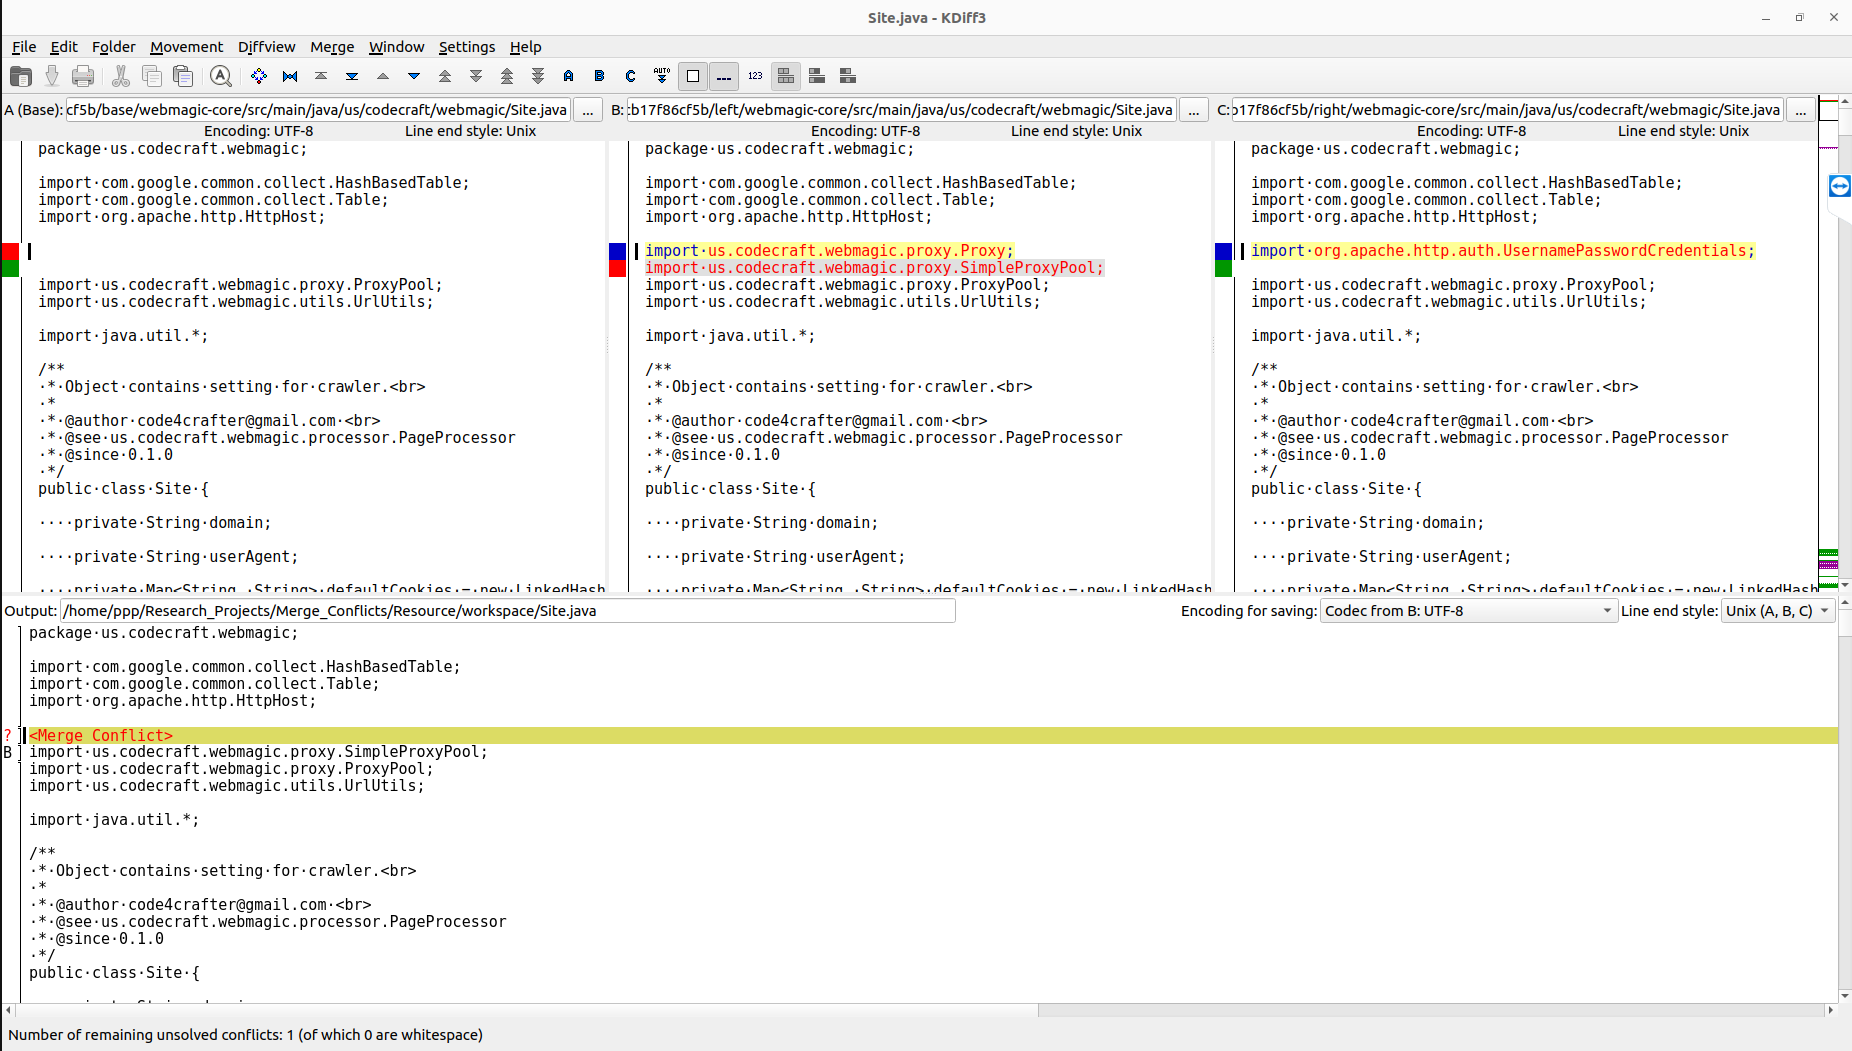 Site.java - KDiff3
File Edit Folder Movement Diffview Merge Window Settings Help
A B C AUTO 123
A (Base): cf5b/base/webmagic-core/src/main/java/us/codecraft/webmagic/Site.java ...
Encoding: UTF-8 Line end style: Unix
package·us.codecraft.webmagic;
import·com.google.common.collect.HashBasedTable;
import·com.google.common.collect.Table;
import·org.apache.http.HttpHost;
import·us.codecraft.webmagic.proxy.ProxyPool;
import·us.codecraft.webmagic.utils.UrlUtils;
import·java.util.*;
/**
·*·Object·contains·setting·for·crawler.<br>
·*
·*·@author·code4crafter@gmail.com·<br>
·*·@see·us.codecraft.webmagic.processor.PageProcessor
·*·@since·0.1.0
·*/
public·class·Site·{
····private·String·domain;
····private·String·userAgent;
····private·Map<String,·String>·defaultCookies·=·new·LinkedHash
B: :b17f86cf5b/left/webmagic-core/src/main/java/us/codecraft/webmagic/Site.java ...
Encoding: UTF-8 Line end style: Unix
package·us.codecraft.webmagic;
import·com.google.common.collect.HashBasedTable;
import·com.google.common.collect.Table;
import·org.apache.http.HttpHost;
import·us.codecraft.webmagic.proxy.Proxy;
import·us.codecraft.webmagic.proxy.SimpleProxyPool;
import·us.codecraft.webmagic.proxy.ProxyPool;
import·us.codecraft.webmagic.utils.UrlUtils;
import·java.util.*;
/**
·*·Object·contains·setting·for·crawler.<br>
·*
·*·@author·code4crafter@gmail.com·<br>
·*·@see·us.codecraft.webmagic.processor.PageProcessor
·*·@since·0.1.0
·*/
public·class·Site·{
····private·String·domain;
····private·String·userAgent;
····private·Map<String,·String>·defaultCookies·=·new·LinkedHash
C: b17f86cf5b/right/webmagic-core/src/main/java/us/codecraft/webmagic/Site.java ...
Encoding: UTF-8 Line end style: Unix
package·us.codecraft.webmagic;
import·com.google.common.collect.HashBasedTable;
import·com.google.common.collect.Table;
import·org.apache.http.HttpHost;
import·org.apache.http.auth.UsernamePasswordCredentials;
import·us.codecraft.webmagic.proxy.ProxyPool;
import·us.codecraft.webmagic.utils.UrlUtils;
import·java.util.*;
/**
·*·Object·contains·setting·for·crawler.<br>
·*
·*·@author·code4crafter@gmail.com·<br>
·*·@see·us.codecraft.webmagic.processor.PageProcessor
·*·@since·0.1.0
·*/
public·class·Site·{
····private·String·domain;
····private·String·userAgent;
····private·Map<String,·String>·defaultCookies·=·new·LinkedHash
Output: /home/ppp/Research_Projects/Merge_Conflicts/Resource/workspace/Site.java Encoding for saving: Codec from B: UTF-8 Line end style: Unix (A, B, C)
package·us.codecraft.webmagic;
import·com.google.common.collect.HashBasedTable;
import·com.google.common.collect.Table;
import·org.apache.http.HttpHost;
? <Merge Conflict>
B import·us.codecraft.webmagic.proxy.SimpleProxyPool;
import·us.codecraft.webmagic.proxy.ProxyPool;
import·us.codecraft.webmagic.utils.UrlUtils;
import·java.util.*;
/**
·*·Object·contains·setting·for·crawler.<br>
·*
·*·@author·code4crafter@gmail.com·<br>
·*·@see·us.codecraft.webmagic.processor.PageProcessor
·*·@since·0.1.0
·*/
public·class·Site·{
Number of remaining unsolved conflicts: 1 (of which 0 are whitespace)